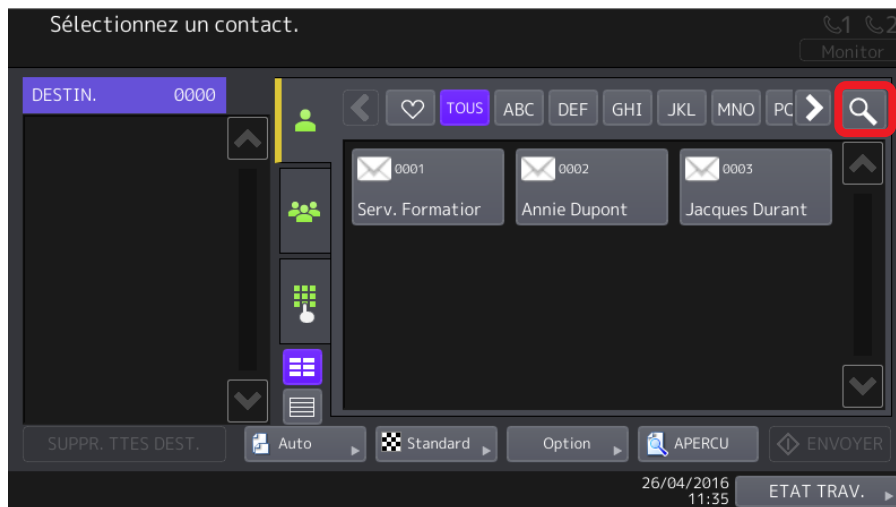 Sélectionnez un contact.
1 2
Monitor
DESTIN. 0000
TOUS ABC DEF GHI JKL MNO PC
0001 0002 0003
Serv. Formatior Annie Dupont Jacques Durant
SUPPR. TTES DEST. Auto Standard Option APERCU ENVOYER
26/04/2016
11:35
ETAT TRAV.